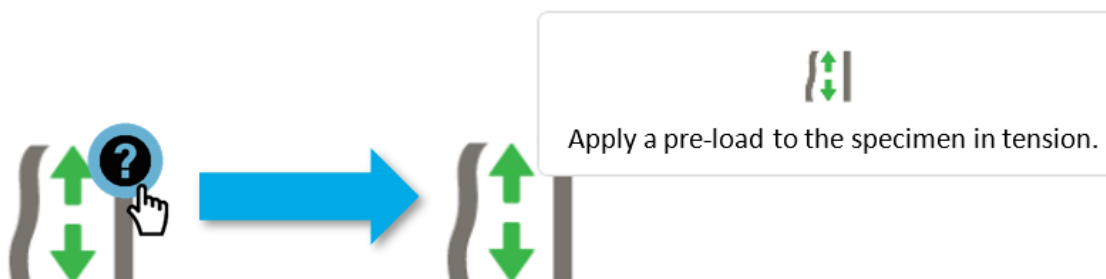 ?
Apply a pre-load to the specimen in tension.